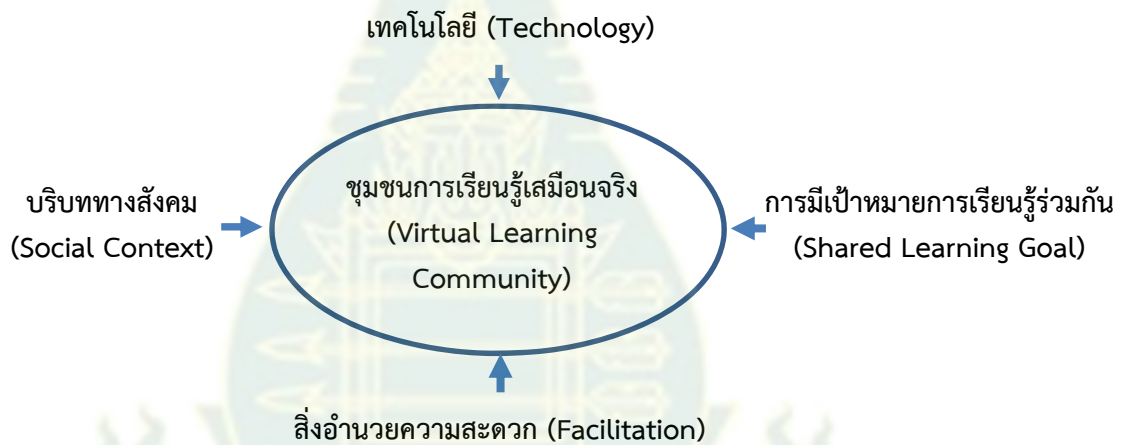 เทคโนโลยี (Technology)
ชุมชนการเรียนรู้เสมือนจริง
(Virtual Learning
Community)
บริบททางสังคม
(Social Context)
การมีเป้าหมายการเรียนรู้ร่วมกัน
(Shared Learning Goal)
สิ่งอำนวยความสะดวก (Facilitation)